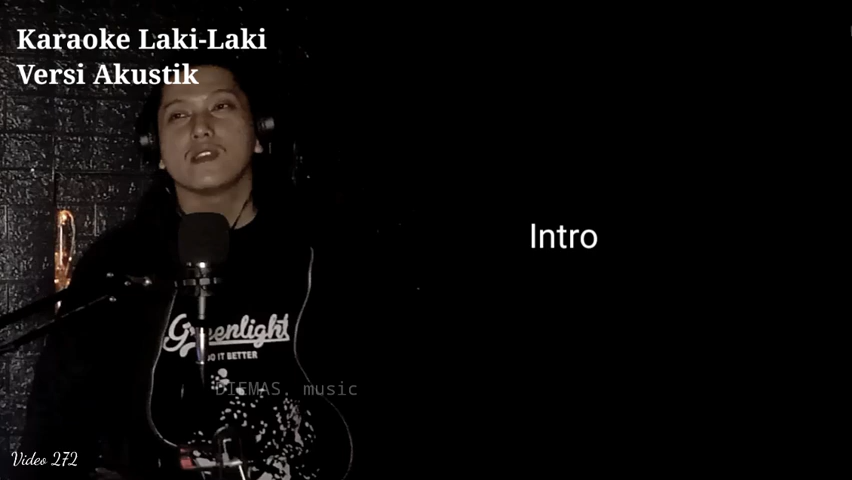 Karaoke Laki-Laki
Versi Akustik
Intro
Greenlight
DO IT BETTER
DIEMAS. music
Video 272